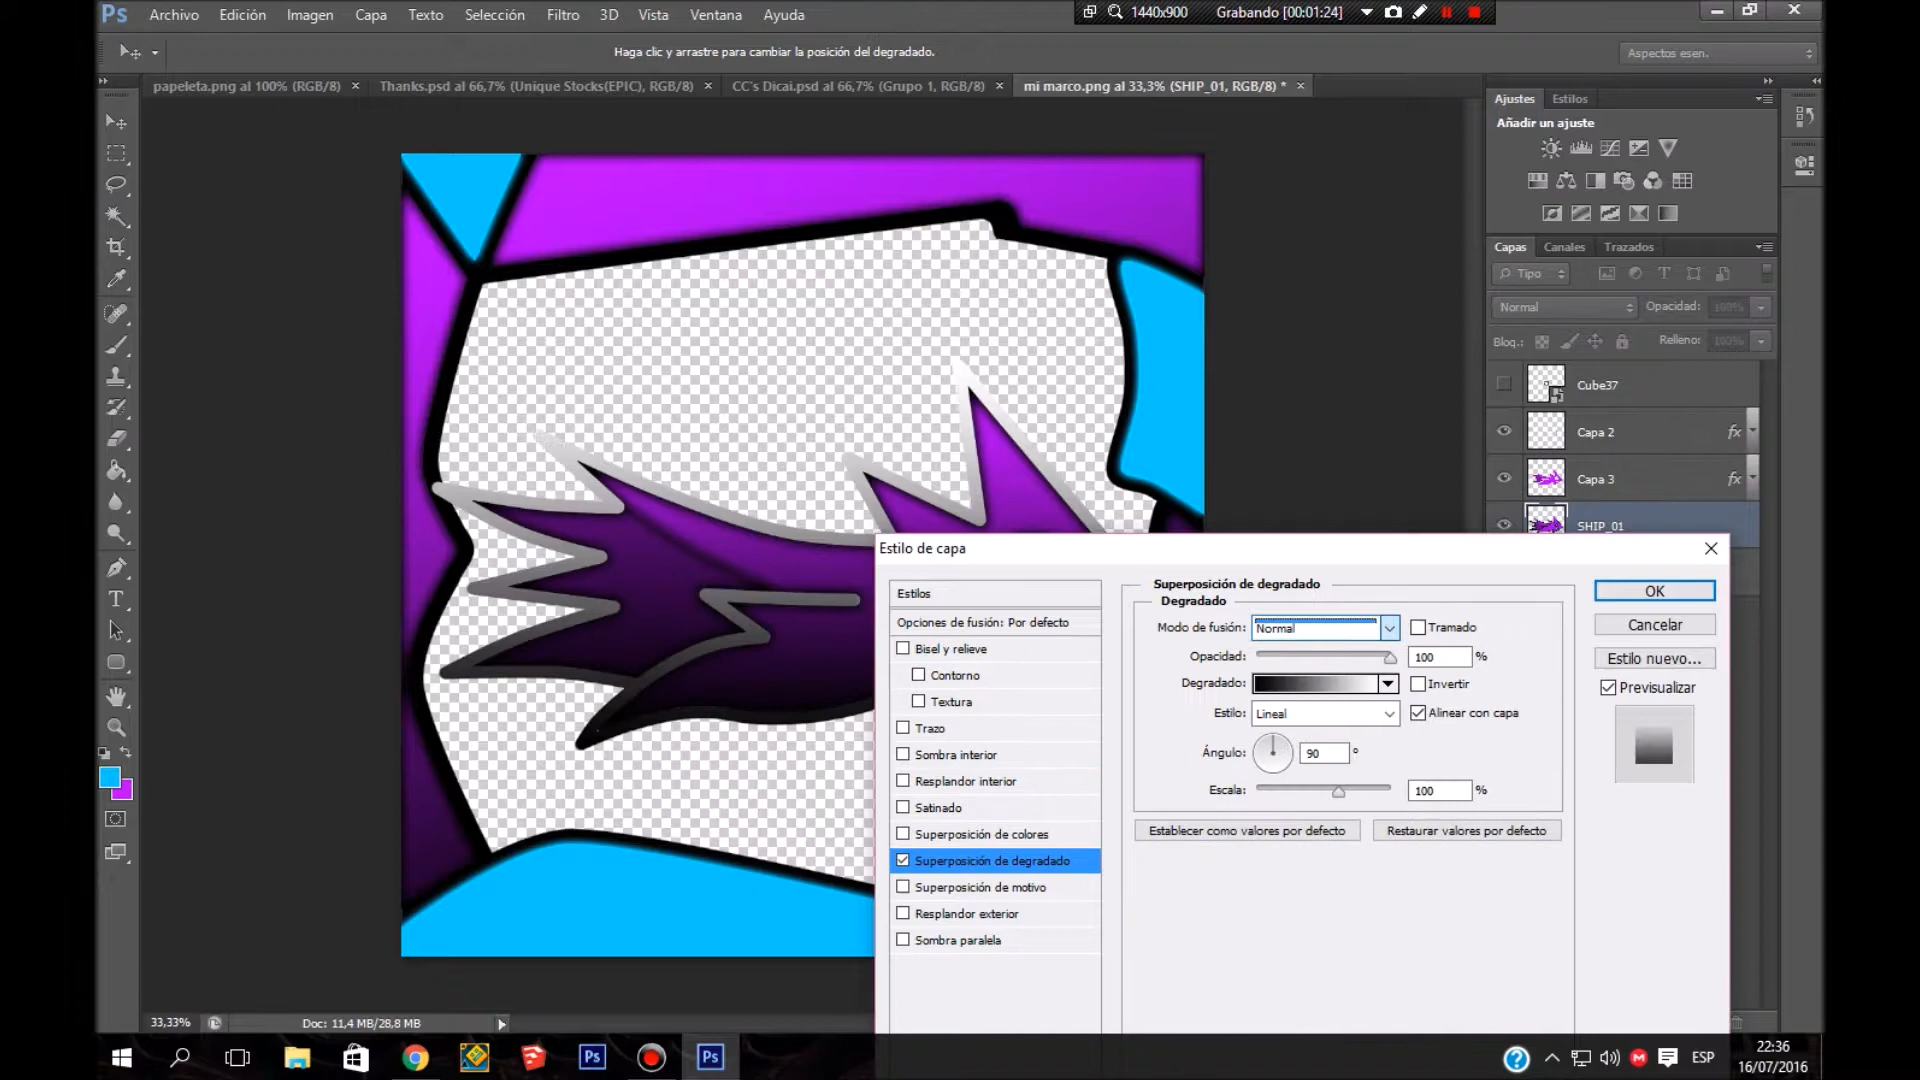 Ps Archivo Edición Imagen Capa Texto Selección Filtro 3D Vista Ventana Ayuda
1440x900 Grabando [00:01:24]
Haga clic y arrastre para cambiar la posición del degradado.
Aspectos esen.
papeleta.png al 100% (RGB/8) × Thanks.psd al 66,7% (Unique Stocks(EPIC), RGB/8) × CC's Dicai.psd al 66,7% (Grupo 1, RGB/8) × mi marco.png al 33,3% (SHIP_01, RGB/8) * ×
Ajustes Estilos
Añadir un ajuste
Capas Canales Trazados
Tipo
Normal Opacidad: 100%
Bloq.: Relleno: 100%
Cube37
Capa 2 fx
Capa 3 fx
SHIP_01
Estilo de capa
Estilos
Opciones de fusión: Por defecto
Bisel y relieve
Contorno
Textura
Trazo
Sombra interior
Resplandor interior
Satinado
Superposición de colores
Superposición de degradado
Superposición de motivo
Resplandor exterior
Sombra paralela
Superposición de degradado
Degradado
Modo de fusión: Normal Tramado
Opacidad: 100 %
Degradado: Invertir
Estilo: Lineal Alinear con capa
Ángulo: 90 °
Escala: 100 %
Establecer como valores por defecto Restaurar valores por defecto
OK
Cancelar
Estilo nuevo...
Previsualizar
33,33% Doc: 11,4 MB/28,8 MB
Ps Ps ESP
22:36
16/07/2016